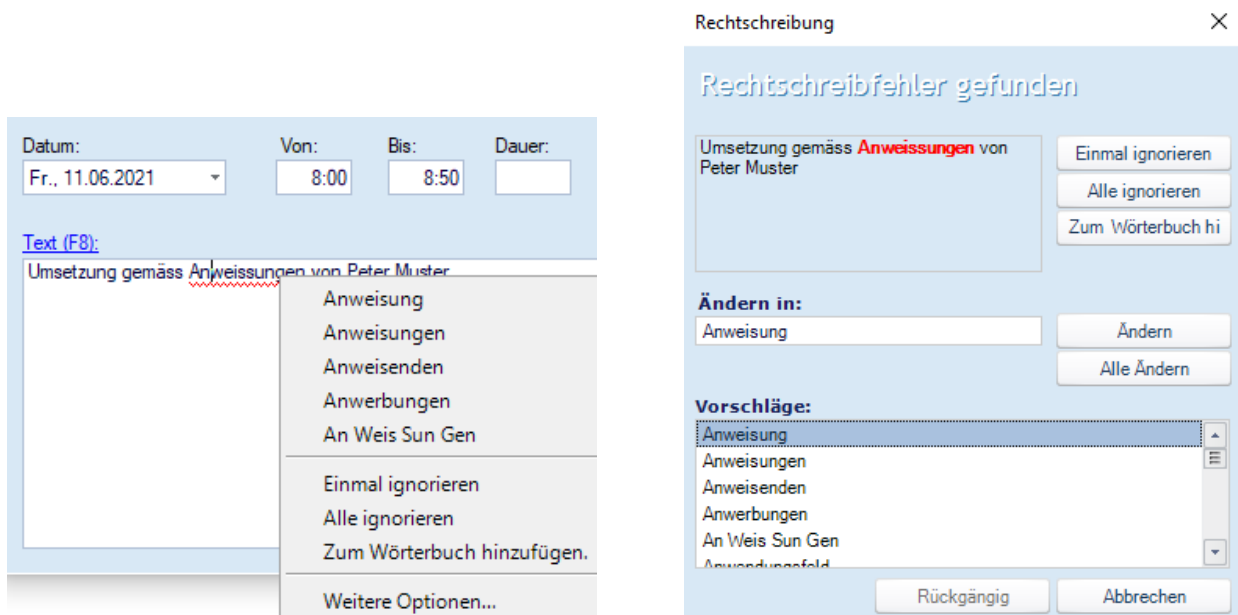 Datum:
Von:
Bis:
Dauer:
Fr., 11.06.2021
8:00
8:50
Text (F8):
Umsetzung gemäss Anweissungen von Peter Muster
Anweisung
Anweisungen
Anweisenden
Anwerbungen
An Weis Sun Gen
Einmal ignorieren
Alle ignorieren
Zum Wörterbuch hinzufügen.
Weitere Optionen...
Rechtschreibung
Rechtschreibfehler gefunden
Umsetzung gemäss Anweissungen von
Peter Muster
Einmal ignorieren
Alle ignorieren
Zum Wörterbuch hi
Ändern in:
Anweisung
Ändern
Alle Ändern
Vorschläge:
Anweisung
Anweisungen
Anweisenden
Anwerbungen
An Weis Sun Gen
Anwendungsfeld
Rückgängig
Abbrechen